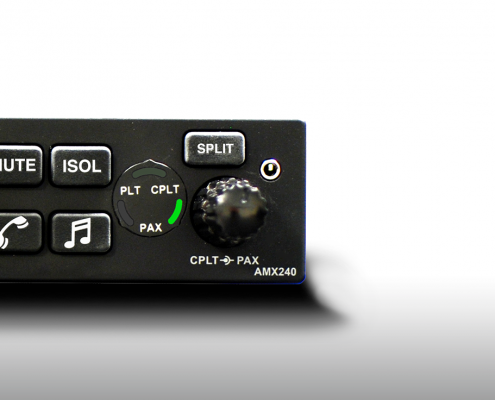 SPLIT
MUTE
ISOL
PLT CPLT
PAX
CPLT PAX
AMX240